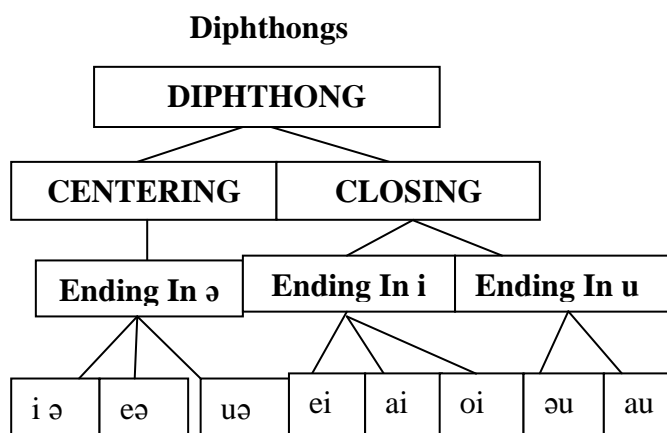 Diphthongs
DIPHTHONG
CENTERING CLOSING
Ending In ə Ending In i Ending In u
i ə eə uə ei ai oi əu au